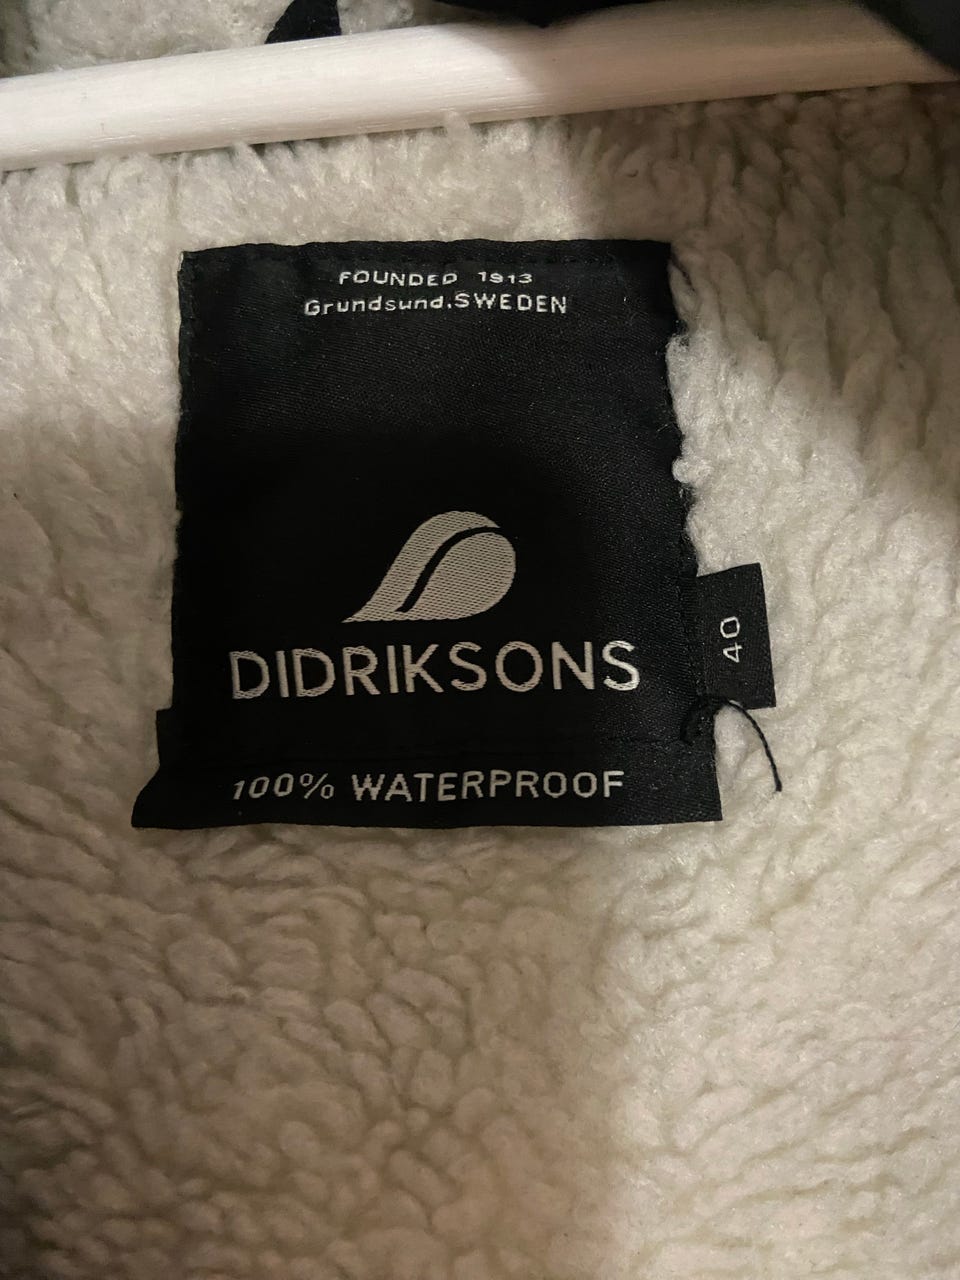 FOUNDED 1913
Grundsund.SWEDEN
DIDRIKSONS
40
100% WATERPROOF